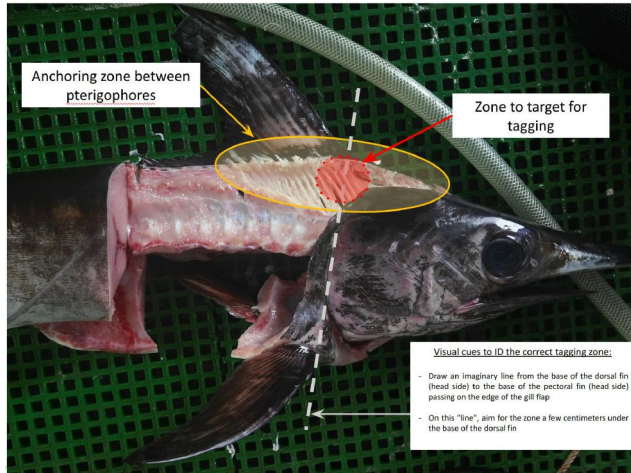 Anchoring zone between
pterigophores
Zone to target for
tagging
Visual cues to ID the correct tagging zone:
- Draw an imaginary line from the base of the dorsal fin
(head side) to the base of the pectoral fin (head side)
passing on the edge of the gill flap
- On this "line", aim for the zone a few centimeters under
the base of the dorsal fin